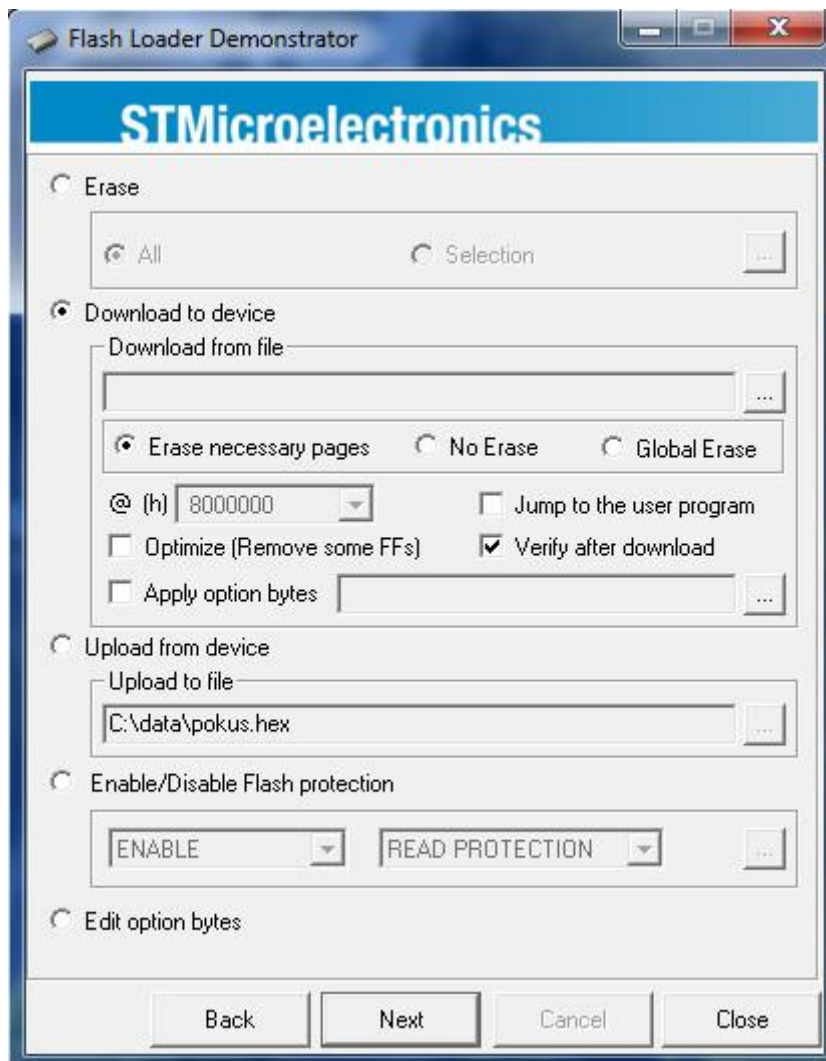 Flash Loader Demonstrator
STMicroelectronics
Erase
All Selection ...
Download to device
Download from file
...
Erase necessary pages No Erase Global Erase
@ (h) 8000000 Jump to the user program
Optimize (Remove some FFs) Verify after download
Apply option bytes ...
Upload from device
Upload to file
C:\data\pokus.hex ...
Enable/Disable Flash protection
ENABLE READ PROTECTION ...
Edit option bytes
Back Next Cancel Close